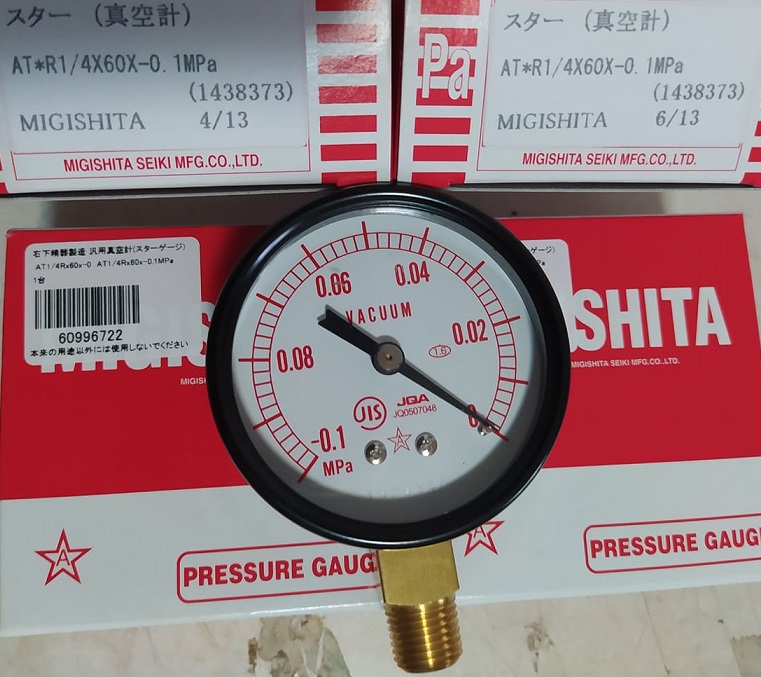 スター (真空計)
AT*R1/4X60X-0.1MPa
(1438373)
MIGISHITA 4/13
MIGISHITA SEIKI MFG.CO.,LTD.
スター (真空計)
Pa
AT*R1/4X60X-0.1MPa
(1438373)
MIGISHITA 6/13
MIGISHITA SEIKI MFG.CO.,LTD.
右下精器製造 汎用真空計(スターゲージ)
AT1/4Rx60x-0 AT1/4Rx60x-0.1MPa
1台
60996722
本来の用途以外には使用しないでください
ISHITA
MIGISHITA SEIKI MFG.CO.,LTD.
0.06 0.04
VACUUM
0.02
0.08
1.6
JIS
JQA
JQ0507048
0
-0.1
MPa
A
A
PRESSURE GAUG
A
PRESSURE GAUG